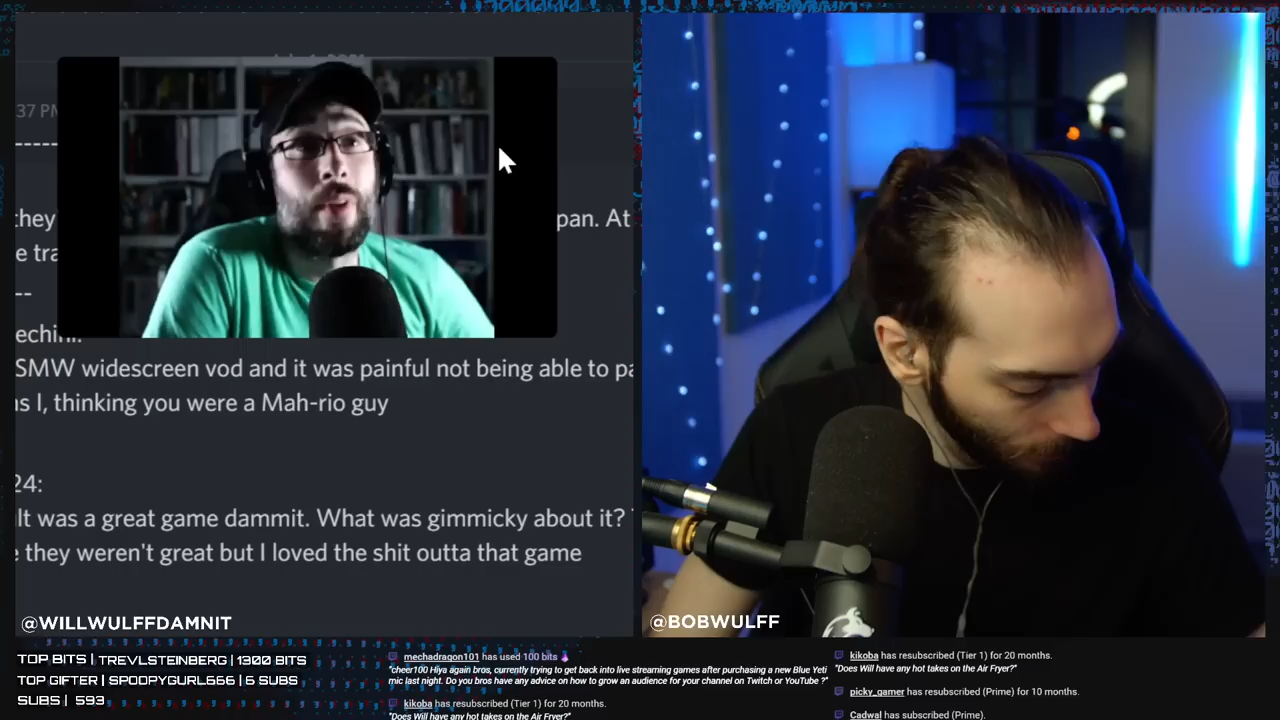 37 PM
they
pan. At
e tra
SMW widescreen vod and it was painful not being able to pa
as I, thinking you were a Mah-rio guy
24:
It was a great game dammit. What was gimmicky about it?
they weren't great but I loved the shit outta that game
@WILLWULFFDAMNIT
@BOBWULFF
TOP BITS | TREVLSTEINBERG | 1300 BITS
TOP GIFTER | SPOOPYGURL666 | 6 SUBS
SUBS | 593
mechadragon101 has used 100 bits
"cheer100 Hiya again bros, currently trying to get back into live streaming games after purchasing a new Blue Yeti
mic last night. Do you bros have any advice on how to grow an audience for your channel on Twitch or YouTube ?"
kikoba has resubscribed (Tier 1) for 20 months.
"Does Will have any hot takes on the Air Fryer?"
kikoba has resubscribed (Tier 1) for 20 months.
"Does Will have any hot takes on the Air Fryer?"
picky_gamer has resubscribed (Prime) for 10 months.
Cadwal has subscribed (Prime).